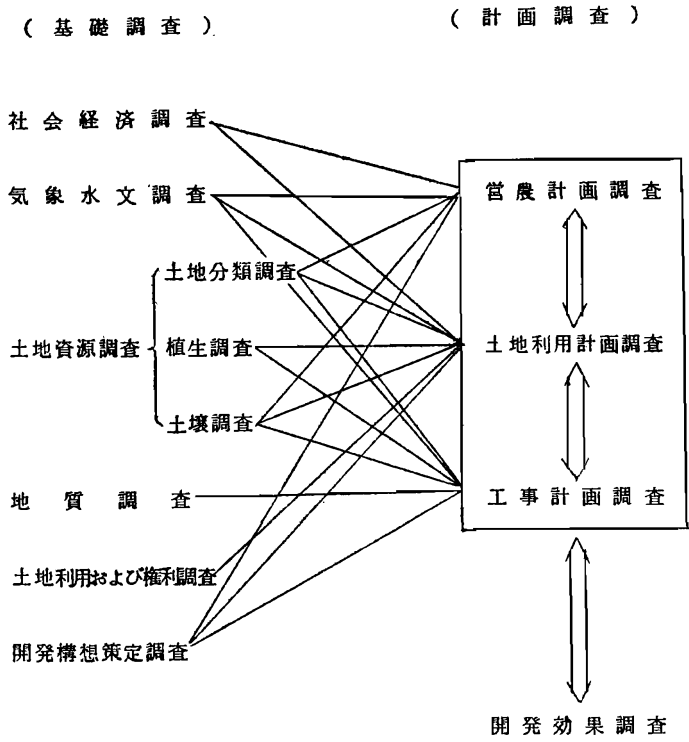 (基礎調査)
(計画調査)
社会経済調査
気象水文調査
土地資源調査
土地分類調査
植生調査
土壌調査
地質調査
土地利用および権利調査
開発構想策定調査
営農計画調査
土地利用計画調査
工事計画調査
開発効果調査